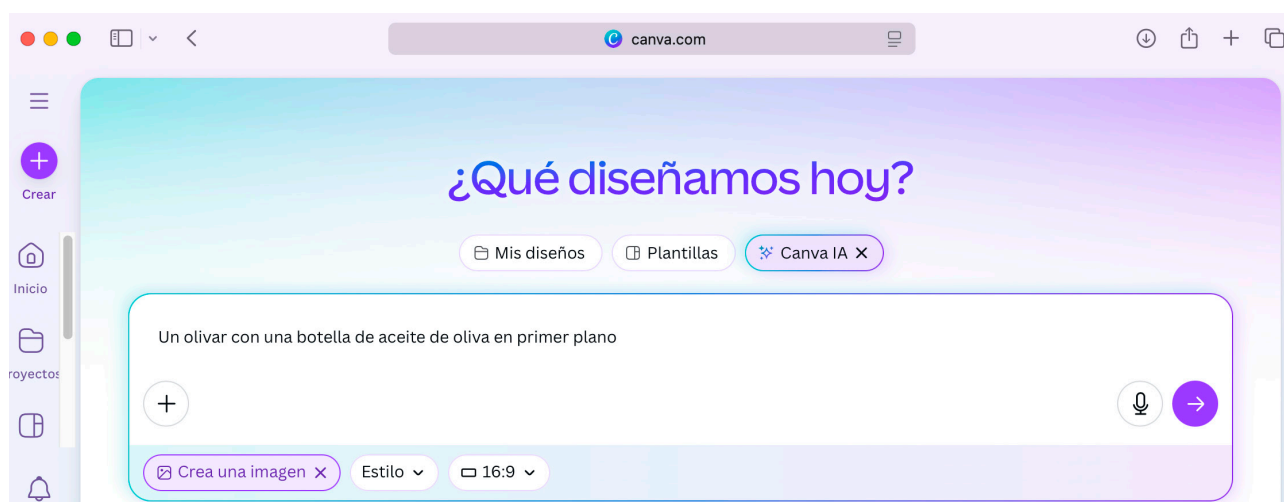 canva.com
Crear
Inicio
royectos
¿Qué diseñamos hoy?
Mis diseños
Plantillas
Canva IA
Un olivar con una botella de aceite de oliva en primer plano
Crea una imagen
Estilo
16:9